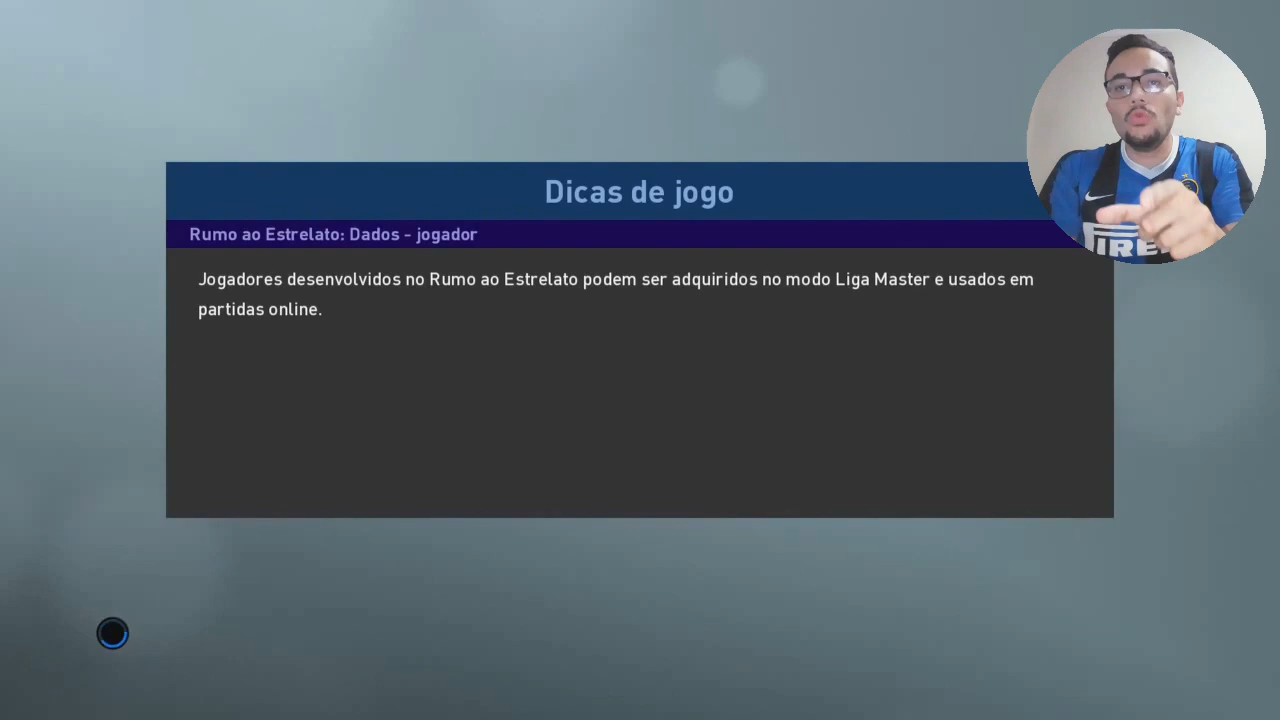 Dicas de jogo
Rumo ao Estrelato: Dados - jogador
Jogadores desenvolvidos no Rumo ao Estrelato podem ser adquiridos no modo Liga Master e usados em
partidas online.
IRE